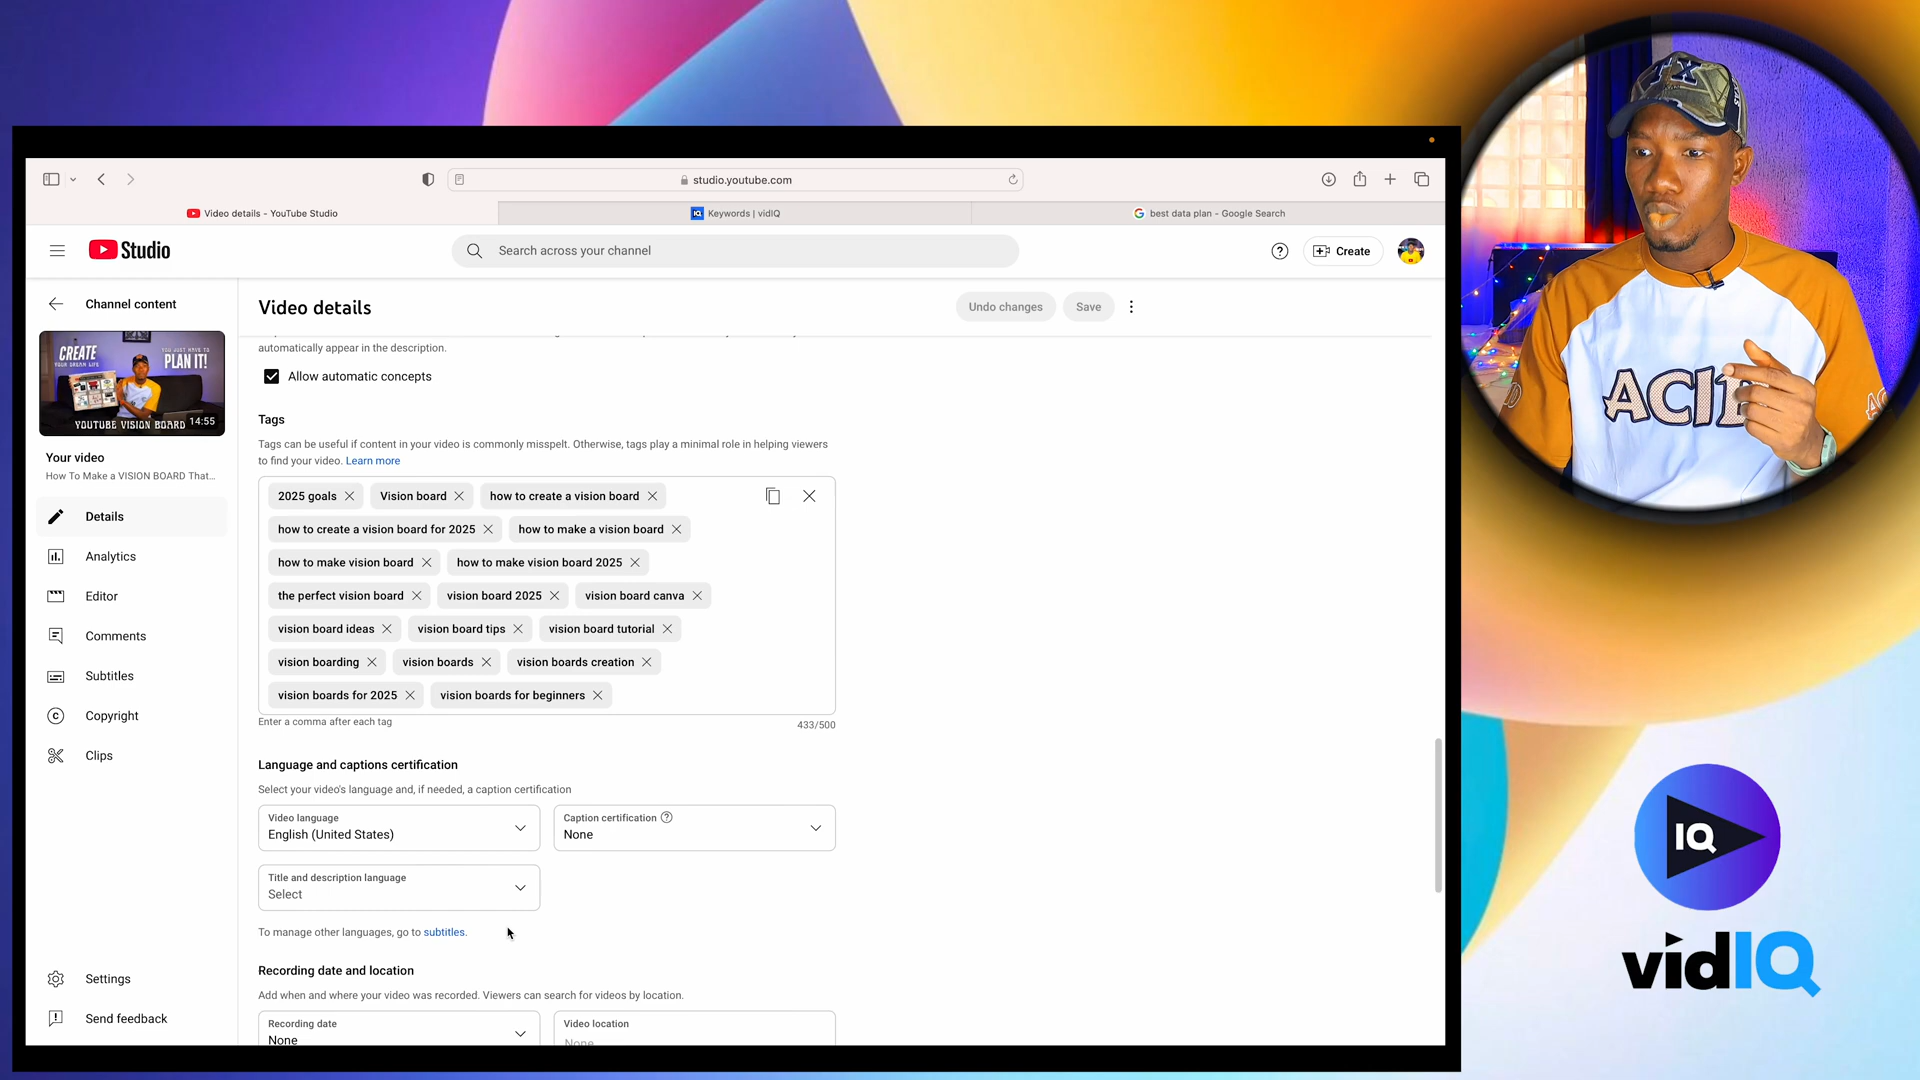 studio.youtube.com
Video details - YouTube Studio
Keywords | vidIQ
best data plan - Google Search
Studio
Search across your channel
Create
Channel content
Video details
Undo changes
Save
automatically appear in the description.
Allow automatic concepts
CREATE
YOUR DREAM LIFE
YOU JUST HAVE TO
PLAN IT!
YOUTUBE VISION BOARD
14:55
Your video
How To Make a VISION BOARD That...
Details
Analytics
Editor
Comments
Subtitles
Copyright
Clips
Settings
Send feedback
Tags
Tags can be useful if content in your video is commonly misspelt. Otherwise, tags play a minimal role in helping viewers
to find your video. Learn more
2025 goals Vision board how to create a vision board
how to create a vision board for 2025 how to make a vision board
how to make vision board how to make vision board 2025
the perfect vision board vision board 2025 vision board canva
vision board ideas vision board tips vision board tutorial
vision boarding vision boards vision boards creation
vision boards for 2025 vision boards for beginners
Enter a comma after each tag
433/500
Language and captions certification
Select your video's language and, if needed, a caption certification
Video language
English (United States)
Caption certification
None
Title and description language
Select
To manage other languages, go to subtitles.
Recording date and location
Add when and where your video was recorded. Viewers can search for videos by location.
Recording date
None
Video location
None
IQ
vidIQ